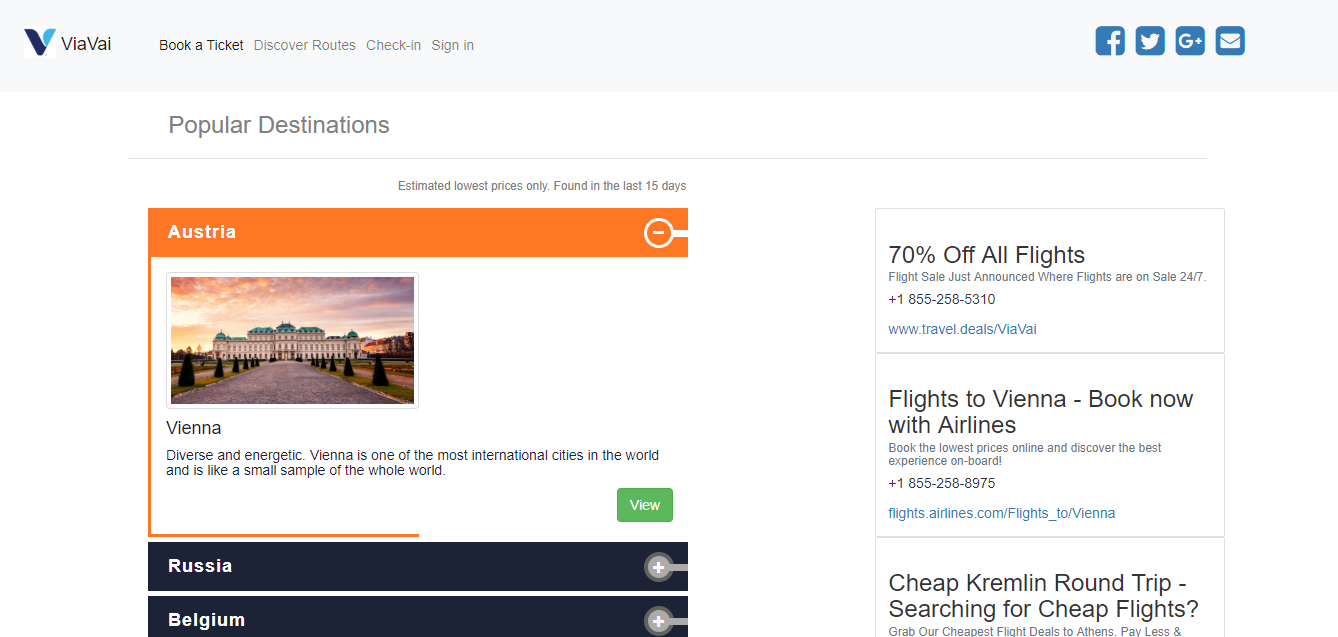 ViaVai
Book a Ticket Discover Routes Check-in Sign in
Popular Destinations
Estimated lowest prices only. Found in the last 15 days
Austria
Vienna
Diverse and energetic. Vienna is one of the most international cities in the world
and is like a small sample of the whole world.
View
Russia
Belgium
70% Off All Flights
Flight Sale Just Announced Where Flights are on Sale 24/7.
+1 855-258-5310
www.travel.deals/ViaVai
Flights to Vienna - Book now
with Airlines
Book the lowest prices online and discover the best
experience on-board!
+1 855-258-8975
flights.airlines.com/Flights_to/Vienna
Cheap Kremlin Round Trip -
Searching for Cheap Flights?
Grab Our Cheapest Flight Deals to Athens. Pay Less &